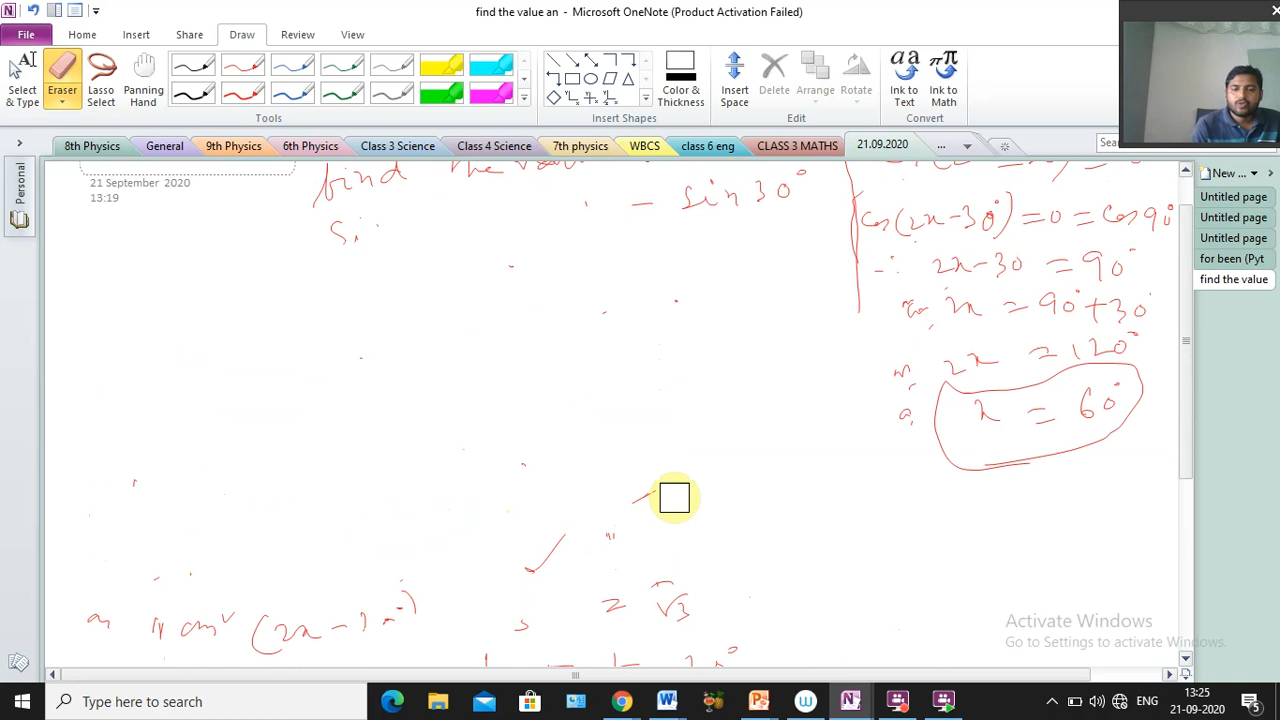 find the value an - Microsoft OneNote (Product Activation Failed)
File Home Insert Draw Review View
Select & Type Eraser Lasso Select Panning Hand Insert Space Delete Arrange Rotate Color & Thickness Ink to Text Ink to Math
Tools Insert Shapes Edit Convert
8th Physics General 9th Physics 6th Physics Class 3 Science Class 4 Science 7th physics WBCS class 6 eng CLASS 3 MATHS 21.09.2020 ...
Personal
New ...
Untitled page
Untitled page
Untitled page
for been (Pyt
find the value
21 September 2020
13:19
find the
- sin 30°
Si
cos(2x-30°) = 0 = cos 90°
∴ 2x-30 = 90°
2x = 90° + 30°
2x = 120°
x = 60°
(2x -
= √3
Activate Windows
Go to Settings to activate Windows.
Type here to search
ENG
13:25
21-09-2020
5